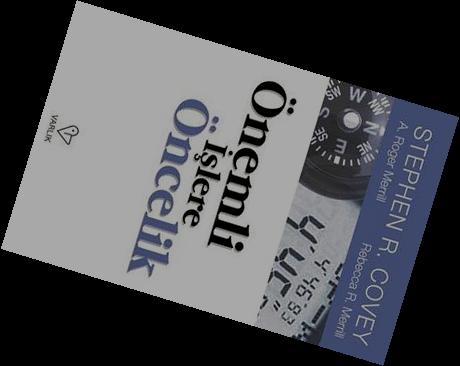 STEPHEN R. COVEY
A. Roger Merrill Rebecca R. Merrill
Önemli
İşlere
Öncelik
VARLIK